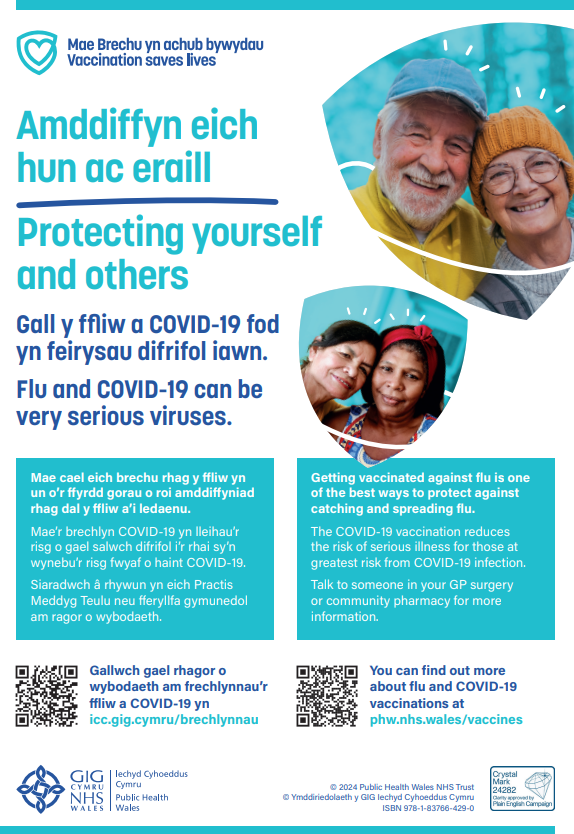 Mae Brechu yn achub bywydau
Vaccination saves lives
Amddiffyn eich
hun ac eraill
Protecting yourself
and others
Gall y ffliw a COVID-19 fod
yn feirysau difrifol iawn.
Flu and COVID-19 can be
very serious viruses.
Mae cael eich brechu rhag y ffliw yn
un o'r ffyrdd gorau o roi amddiffyniad
rhag dal y ffliw a'i ledaenu.
Mae'r brechlyn COVID-19 yn lleihau'r
risg o gael salwch difrifol i'r rhai sy'n
wynebu'r risg fwyaf o haint COVID-19.
Siaradwch â rhywun yn eich Practis
Meddyg Teulu neu fferyllfa gymunedol
am ragor o wybodaeth.
Getting vaccinated against flu is one
of the best ways to protect against
catching and spreading flu.
The COVID-19 vaccination reduces
the risk of serious illness for those at
greatest risk from COVID-19 infection.
Talk to someone in your GP surgery
or community pharmacy for more
information.
Gallwch gael rhagor o
wybodaeth am frechlynnau'r
ffliw a COVID-19 yn
icc.gig.cymru/brechlynnau
You can find out more
about flu and COVID-19
vaccinations at
phw.nhs.wales/vaccines
GIG
CYMRU
NHS
WALES
Iechyd Cyhoeddus
Cymru
Public Health
Wales
© 2024 Public Health Wales NHS Trust
© Ymddiriedolaeth y GIG Iechyd Cyhoeddus Cymru
ISBN 978-1-83766-429-0
Crystal
Mark
24282
Clarity approved by
Plain English Campaign